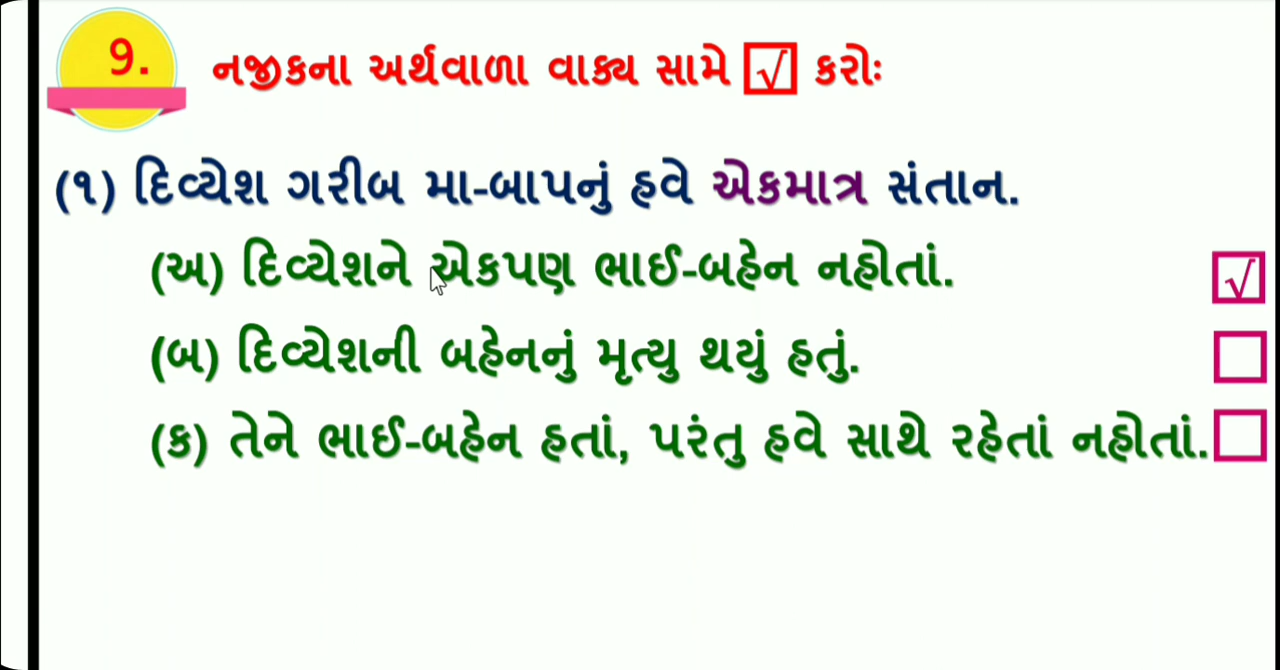 9. નજીકના અર્થવાળા વાક્ય સામે √ કરોઃ
(૧) દિવ્યેશ ગરીબ મા-બાપનું હવે એકમાત્ર સંતાન.
(અ) દિવ્યેશને એકપણ ભાઈ-બહેન નહોતાં. √
(બ) દિવ્યેશની બહેનનું મૃત્યુ થયું હતું.
(ક) તેને ભાઈ-બહેન હતાં, પરંતુ હવે સાથે રહેતાં નહોતાં.